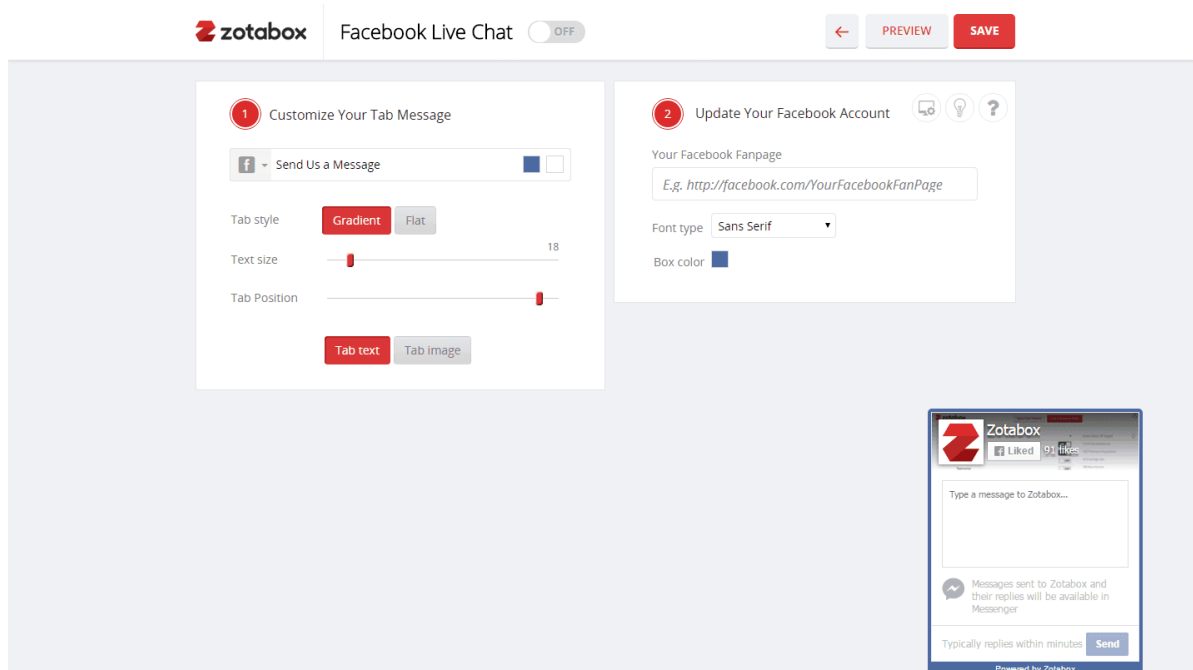 zotabox
Facebook Live Chat
OFF
PREVIEW
SAVE
1
Customize Your Tab Message
Send Us a Message
Tab style
Gradient
Flat
Text size
18
Tab Position
Tab text
Tab image
2
Update Your Facebook Account
?
Your Facebook Fanpage
E.g. http://facebook.com/YourFacebookFanPage
Font type
Sans Serif
Box color
Zotabox
Liked
91 likes
Type a message to Zotabox...
Messages sent to Zotabox and
their replies will be available in
Messenger
Typically replies within minutes
Send
Powered by Zotabox